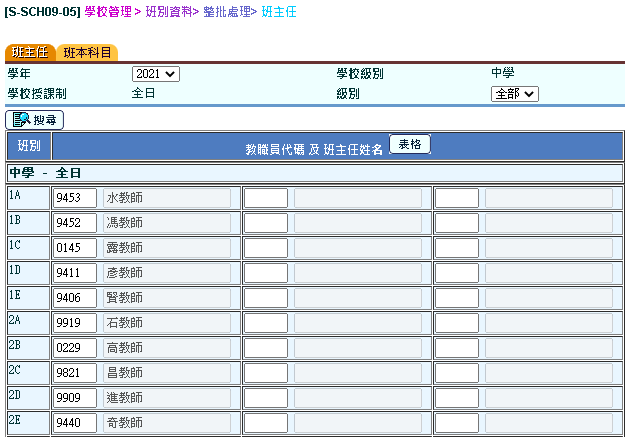 [S-SCH09-05] 學校管理 > 班別資料> 整批處理> 班主任
班主任 班本科目
學年 2021 學校級別 中學
學校授課制 全日 級別 全部
搜尋
班別 教職員代碼 及 班主任姓名 表格
中學 - 全日
1A 9453 水教師
1B 9452 馮教師
1C 0145 露教師
1D 9411 彥教師
1E 9406 賢教師
2A 9919 石教師
2B 0229 高教師
2C 9821 昌教師
2D 9909 進教師
2E 9440 奇教師